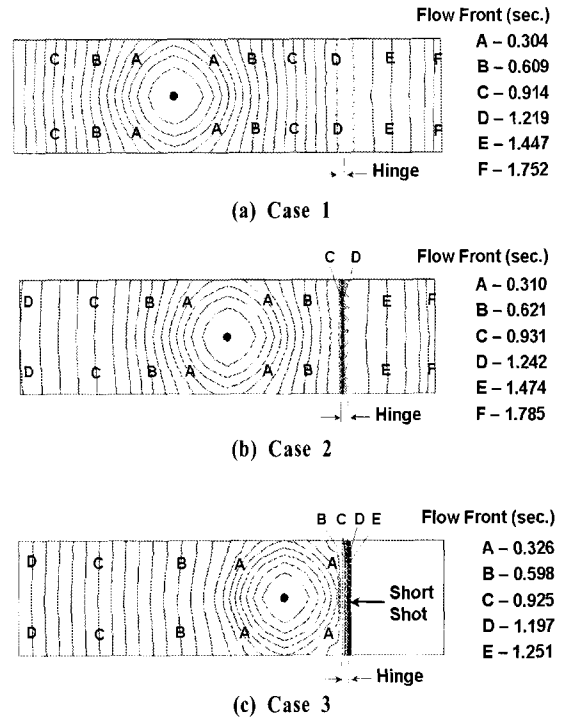 Flow Front (sec.)
A – 0.304
B – 0.609
C – 0.914
D – 1.219
E – 1.447
F – 1.752
C B A A B C D E F
C B A A B C D E F
Hinge
(a) Case 1
C D
Flow Front (sec.)
A – 0.310
B – 0.621
C – 0.931
D – 1.242
E – 1.474
F – 1.785
D C B A A B E F
D C B A A B E F
Hinge
(b) Case 2
B C D E
Flow Front (sec.)
A – 0.326
B – 0.598
C – 0.925
D – 1.197
E – 1.251
D C B A A
Short
Shot
D C B A A
Hinge
(c) Case 3